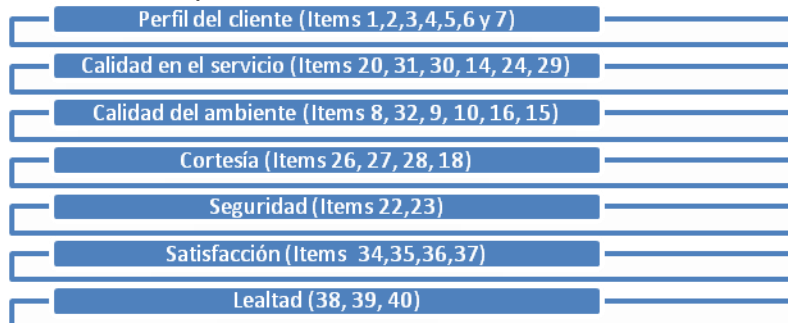 Perfil del cliente (Items 1,2,3,4,5,6 y 7)
Calidad en el servicio (Items 20, 31, 30, 14, 24, 29)
Calidad del ambiente (Items 8, 32, 9, 10, 16, 15)
Cortesía (Items 26, 27, 28, 18)
Seguridad (Items 22,23)
Satisfacción (Items 34,35,36,37)
Lealtad (38, 39, 40)